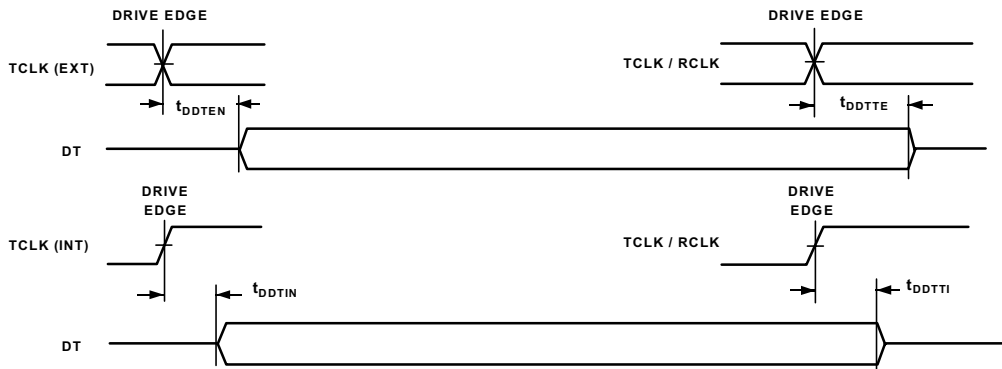 DRIVE EDGE
DRIVE EDGE
TCLK (EXT)
TCLK / RCLK
tDDTEN
tDDTTE
DT
DRIVE
EDGE
DRIVE
EDGE
TCLK (INT)
TCLK / RCLK
tDDTIN
tDDTTI
DT